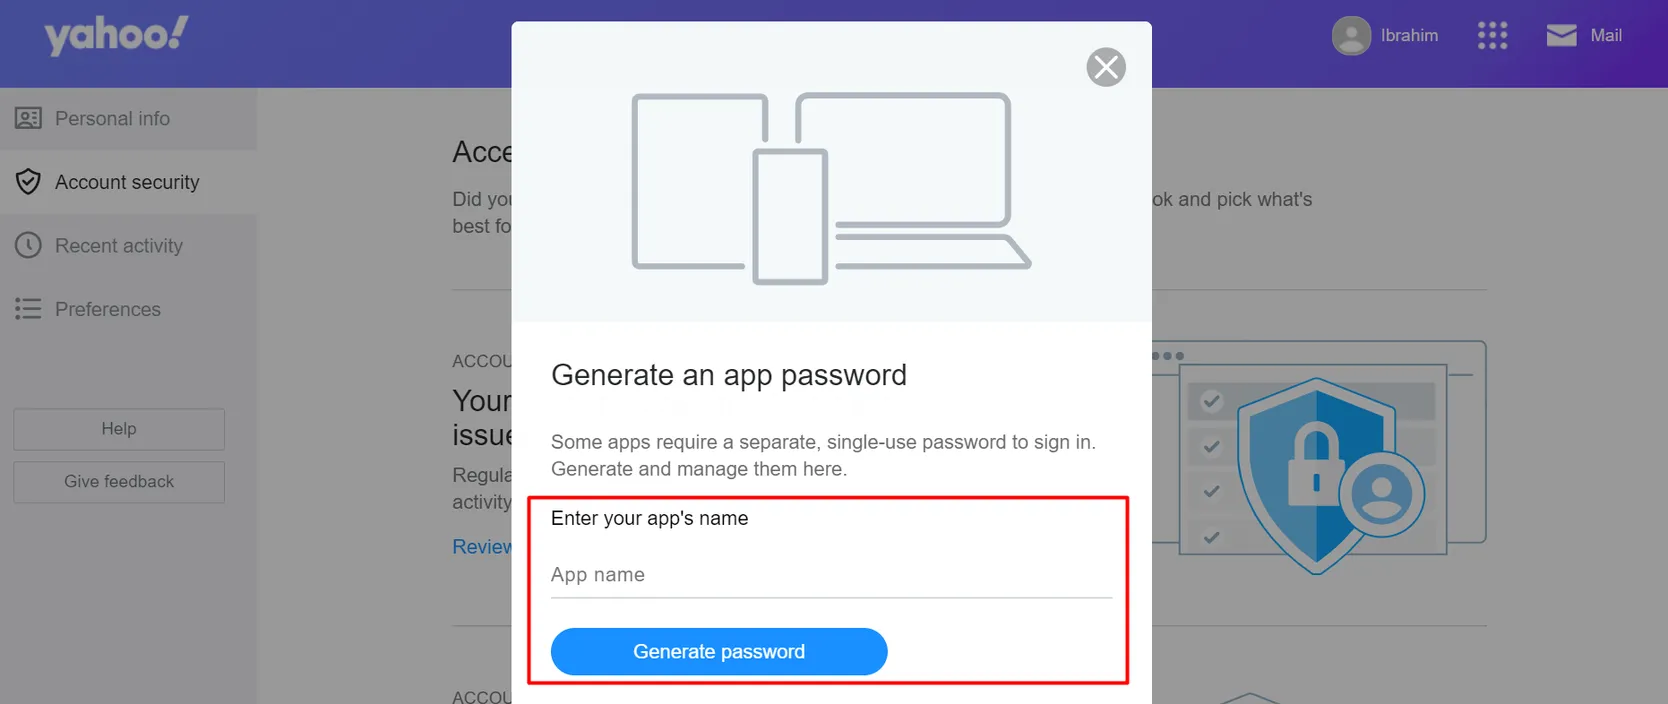 yahoo!
Ibrahim
Mail
Personal info
Account security
Recent activity
Preferences
Help
Give feedback
Acce
Did you
ok and pick what's
best fo
ACCOU
Your
issue
Regula
activity
Review
Generate an app password
Some apps require a separate, single-use password to sign in.
Generate and manage them here.
Enter your app's name
App name
Generate password
ACCOU